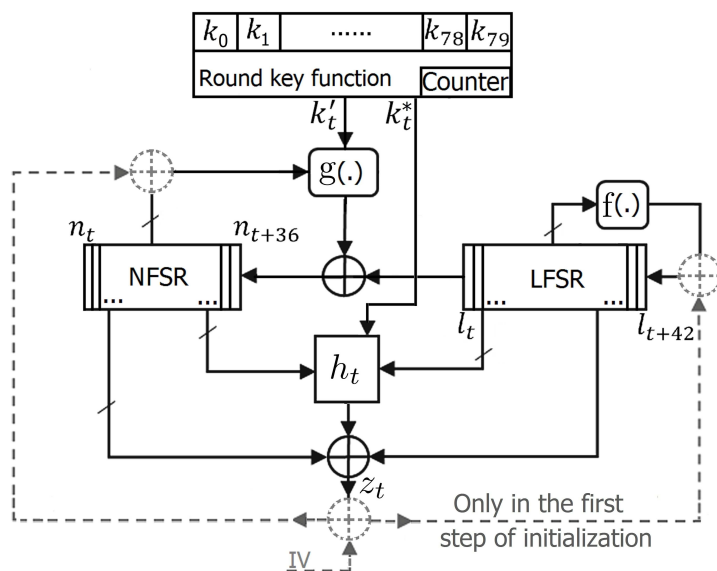 k₀ k₁ ...... k₇₈ k₇₉
Round key function Counter
k′ₜ k*ₜ
g(.)
f(.)
nₜ nₜ₊₃₆
NFSR LFSR
... ... ... ...
lₜ lₜ₊₄₂
hₜ
zₜ
Only in the first
step of initialization
IV